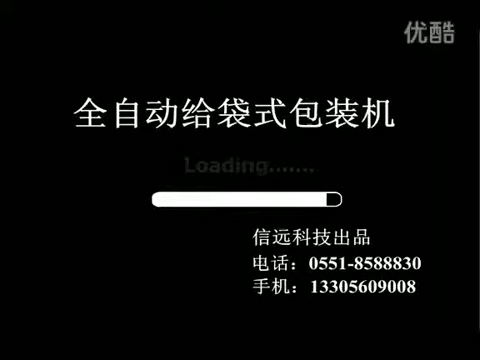 优酷
全自动给袋式包装机
Loading.......
信远科技出品
电话：0551-8588830
手机：13305609008